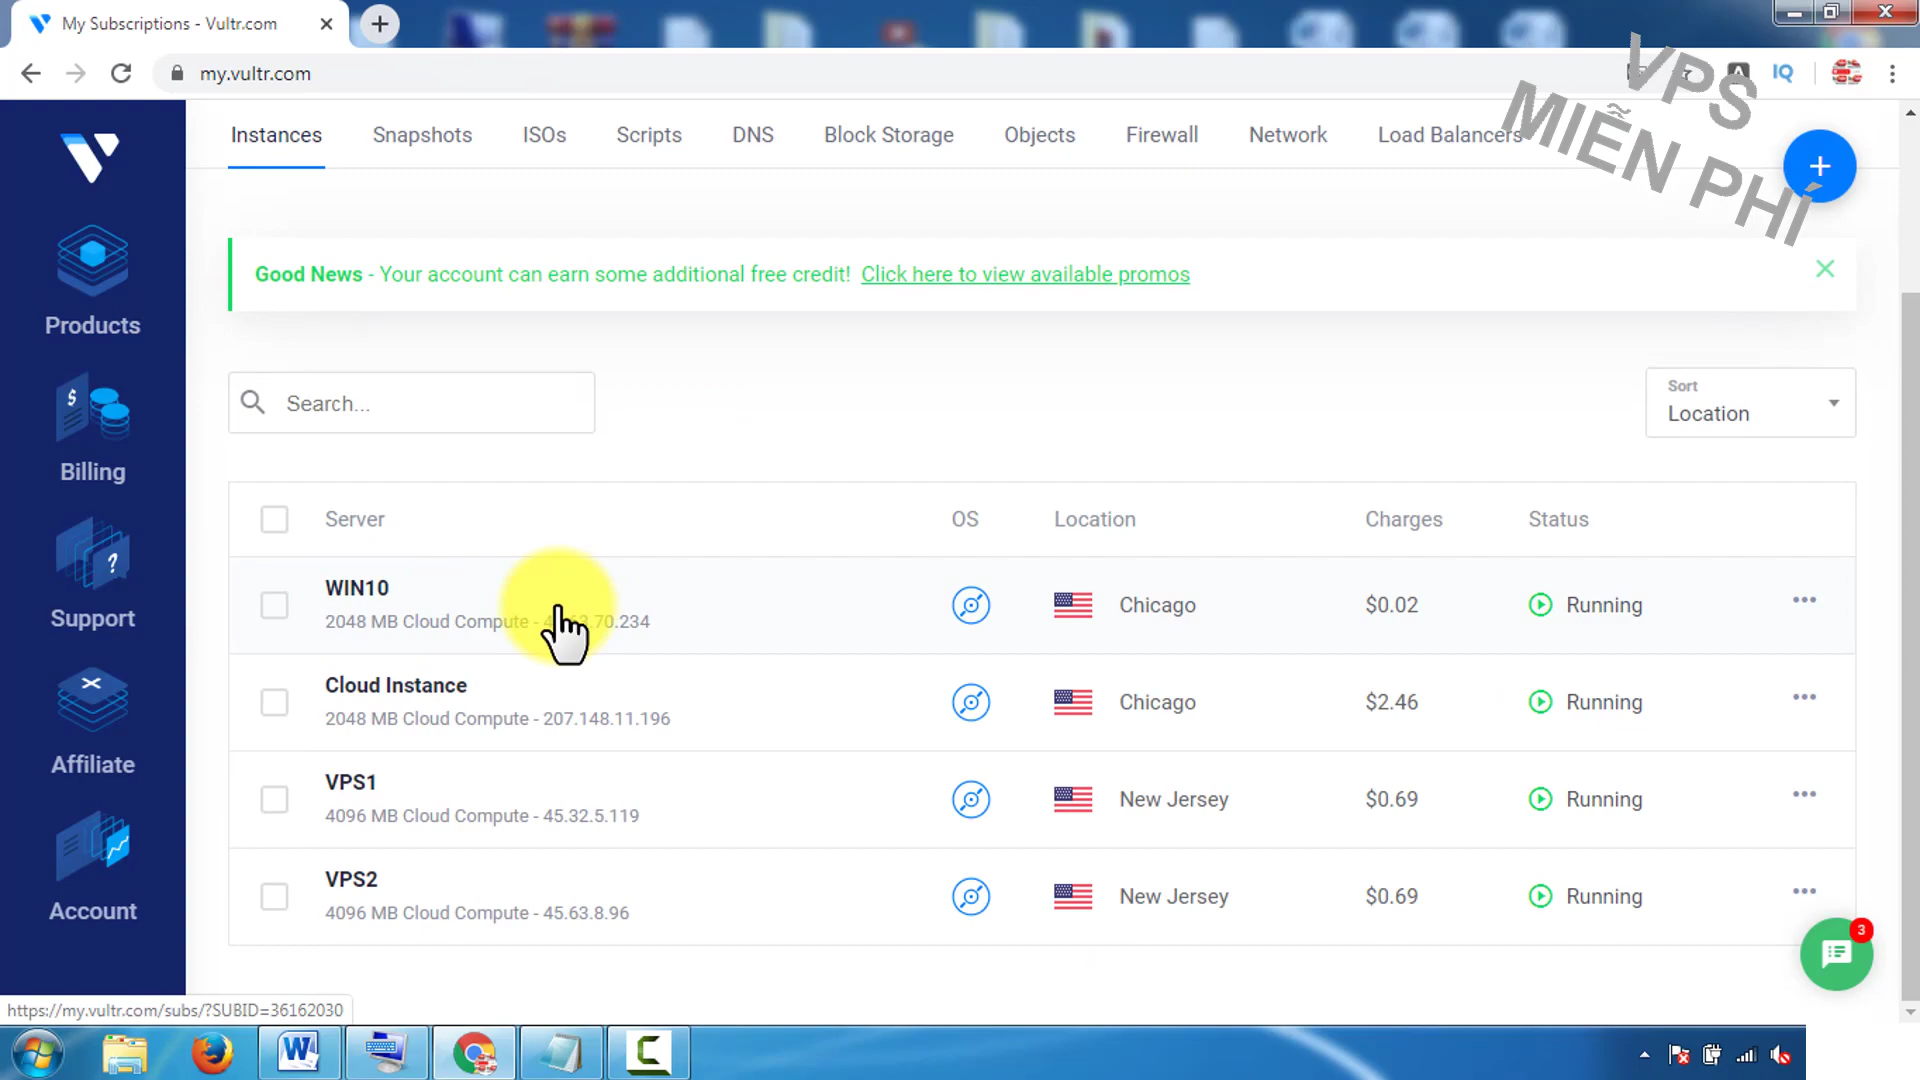 My Subscriptions - Vultr.com
my.vultr.com
IQ
VPS
MIỄN PHÍ
Instances
Snapshots
ISOs
Scripts
DNS
Block Storage
Objects
Firewall
Network
Load Balancers
Products
Billing
Support
Affiliate
Account
Good News - Your account can earn some additional free credit! Click here to view available promos
Search...
Sort
Location
Server OS Location Charges Status
WIN10
2048 MB Cloud Compute - .70.234
Chicago $0.02 Running
Cloud Instance
2048 MB Cloud Compute - 207.148.11.196
Chicago $2.46 Running
VPS1
4096 MB Cloud Compute - 45.32.5.119
New Jersey $0.69 Running
VPS2
4096 MB Cloud Compute - 45.63.8.96
New Jersey $0.69 Running
3
https://my.vultr.com/subs/?SUBID=36162030